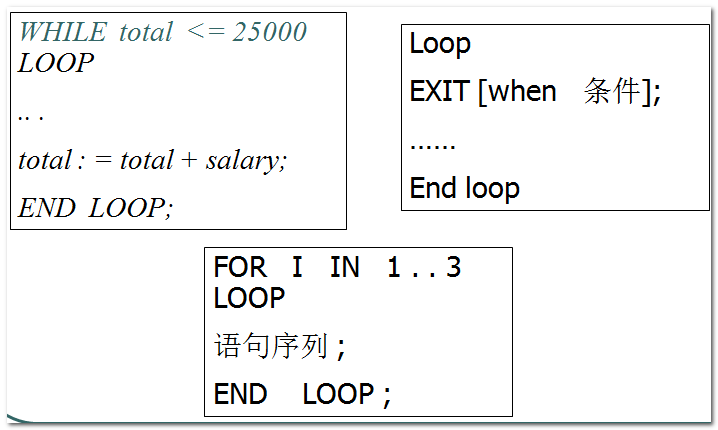 WHILE total <= 25000
LOOP
.. .
total : = total + salary;
END LOOP;
Loop
EXIT [when 条件];
......
End loop
FOR I IN 1 . . 3
LOOP
语句序列 ;
END LOOP ;